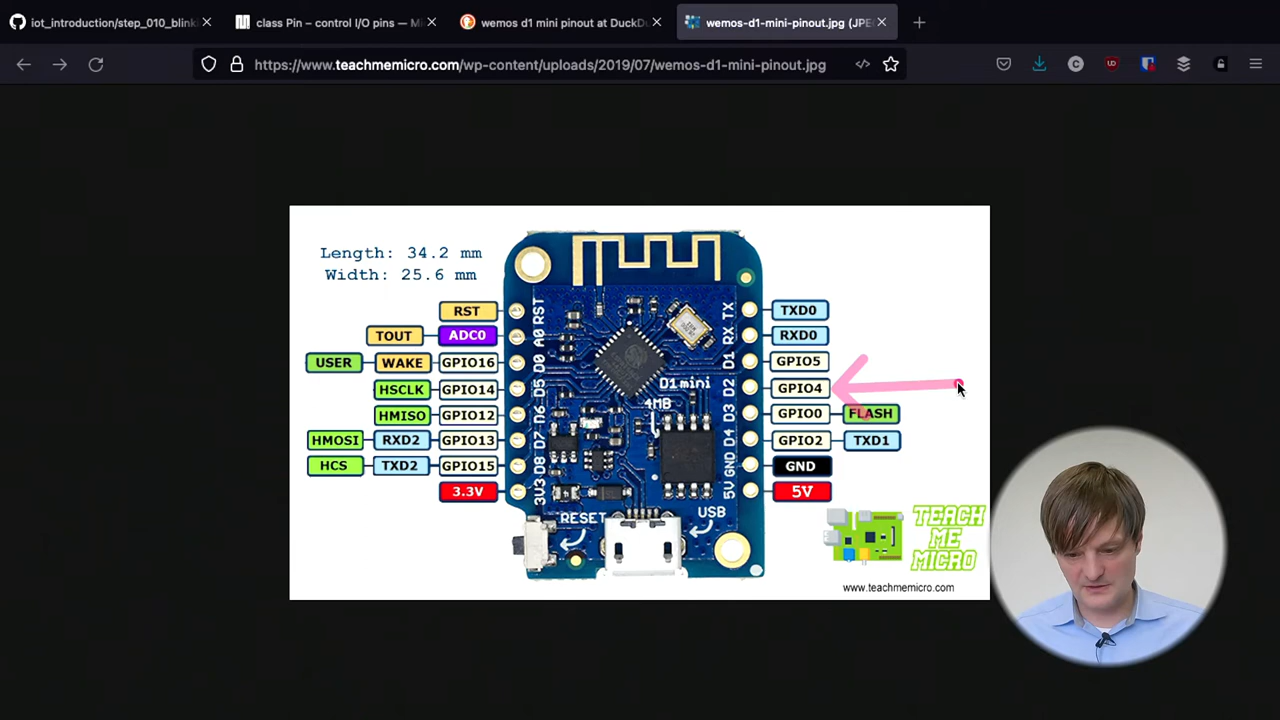 iot_introduction/step_010_blink
class Pin – control I/O pins — Mi
wemos d1 mini pinout at DuckDu
wemos-d1-mini-pinout.jpg (JPE
https://www.teachmemicro.com/wp-content/uploads/2019/07/wemos-d1-mini-pinout.jpg
Length: 34.2 mm
Width: 25.6 mm
RST RST TX TXD0
TOUT ADC0 A0 RX RXD0
USER WAKE GPIO16 D0 D1 GPIO5
HSCLK GPIO14 D5 D1 mini D2 GPIO4
HMISO GPIO12 D6 4MB D3 GPIO0 FLASH
HMOSI RXD2 GPIO13 D7 D4 GPIO2 TXD1
HCS TXD2 GPIO15 D8 GND GND
3.3V 3V3 5V 5V
RESET USB
TEACH
ME
MICRO
www.teachmemicro.com